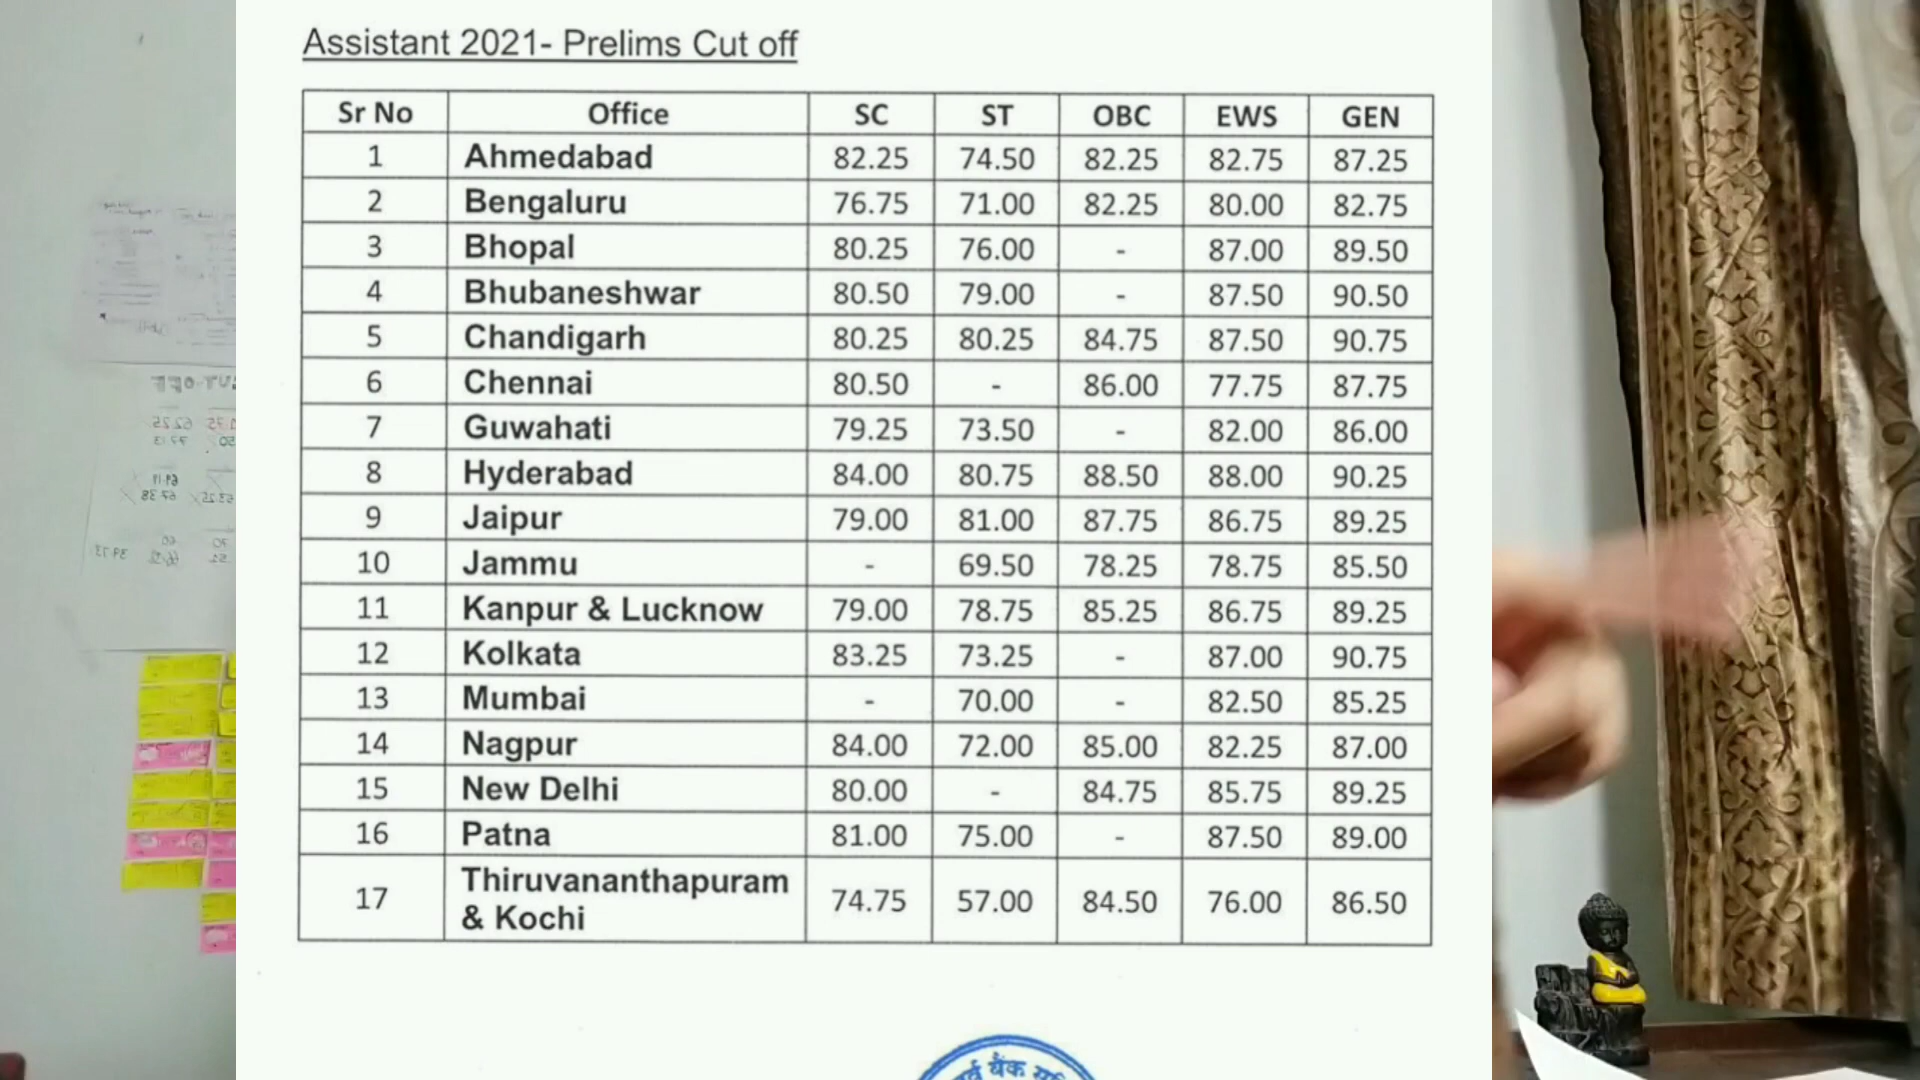 Assistant 2021- Prelims Cut off
Sr No Office SC ST OBC EWS GEN
1 Ahmedabad 82.25 74.50 82.25 82.75 87.25
2 Bengaluru 76.75 71.00 82.25 80.00 82.75
3 Bhopal 80.25 76.00 - 87.00 89.50
4 Bhubaneshwar 80.50 79.00 - 87.50 90.50
5 Chandigarh 80.25 80.25 84.75 87.50 90.75
6 Chennai 80.50 - 86.00 77.75 87.75
7 Guwahati 79.25 73.50 - 82.00 86.00
8 Hyderabad 84.00 80.75 88.50 88.00 90.25
9 Jaipur 79.00 81.00 87.75 86.75 89.25
10 Jammu - 69.50 78.25 78.75 85.50
11 Kanpur & Lucknow 79.00 78.75 85.25 86.75 89.25
12 Kolkata 83.25 73.25 - 87.00 90.75
13 Mumbai - 70.00 - 82.50 85.25
14 Nagpur 84.00 72.00 85.00 82.25 87.00
15 New Delhi 80.00 - 84.75 85.75 89.25
16 Patna 81.00 75.00 - 87.50 89.00
17 Thiruvananthapuram & Kochi 74.75 57.00 84.50 76.00 86.50
बैंक